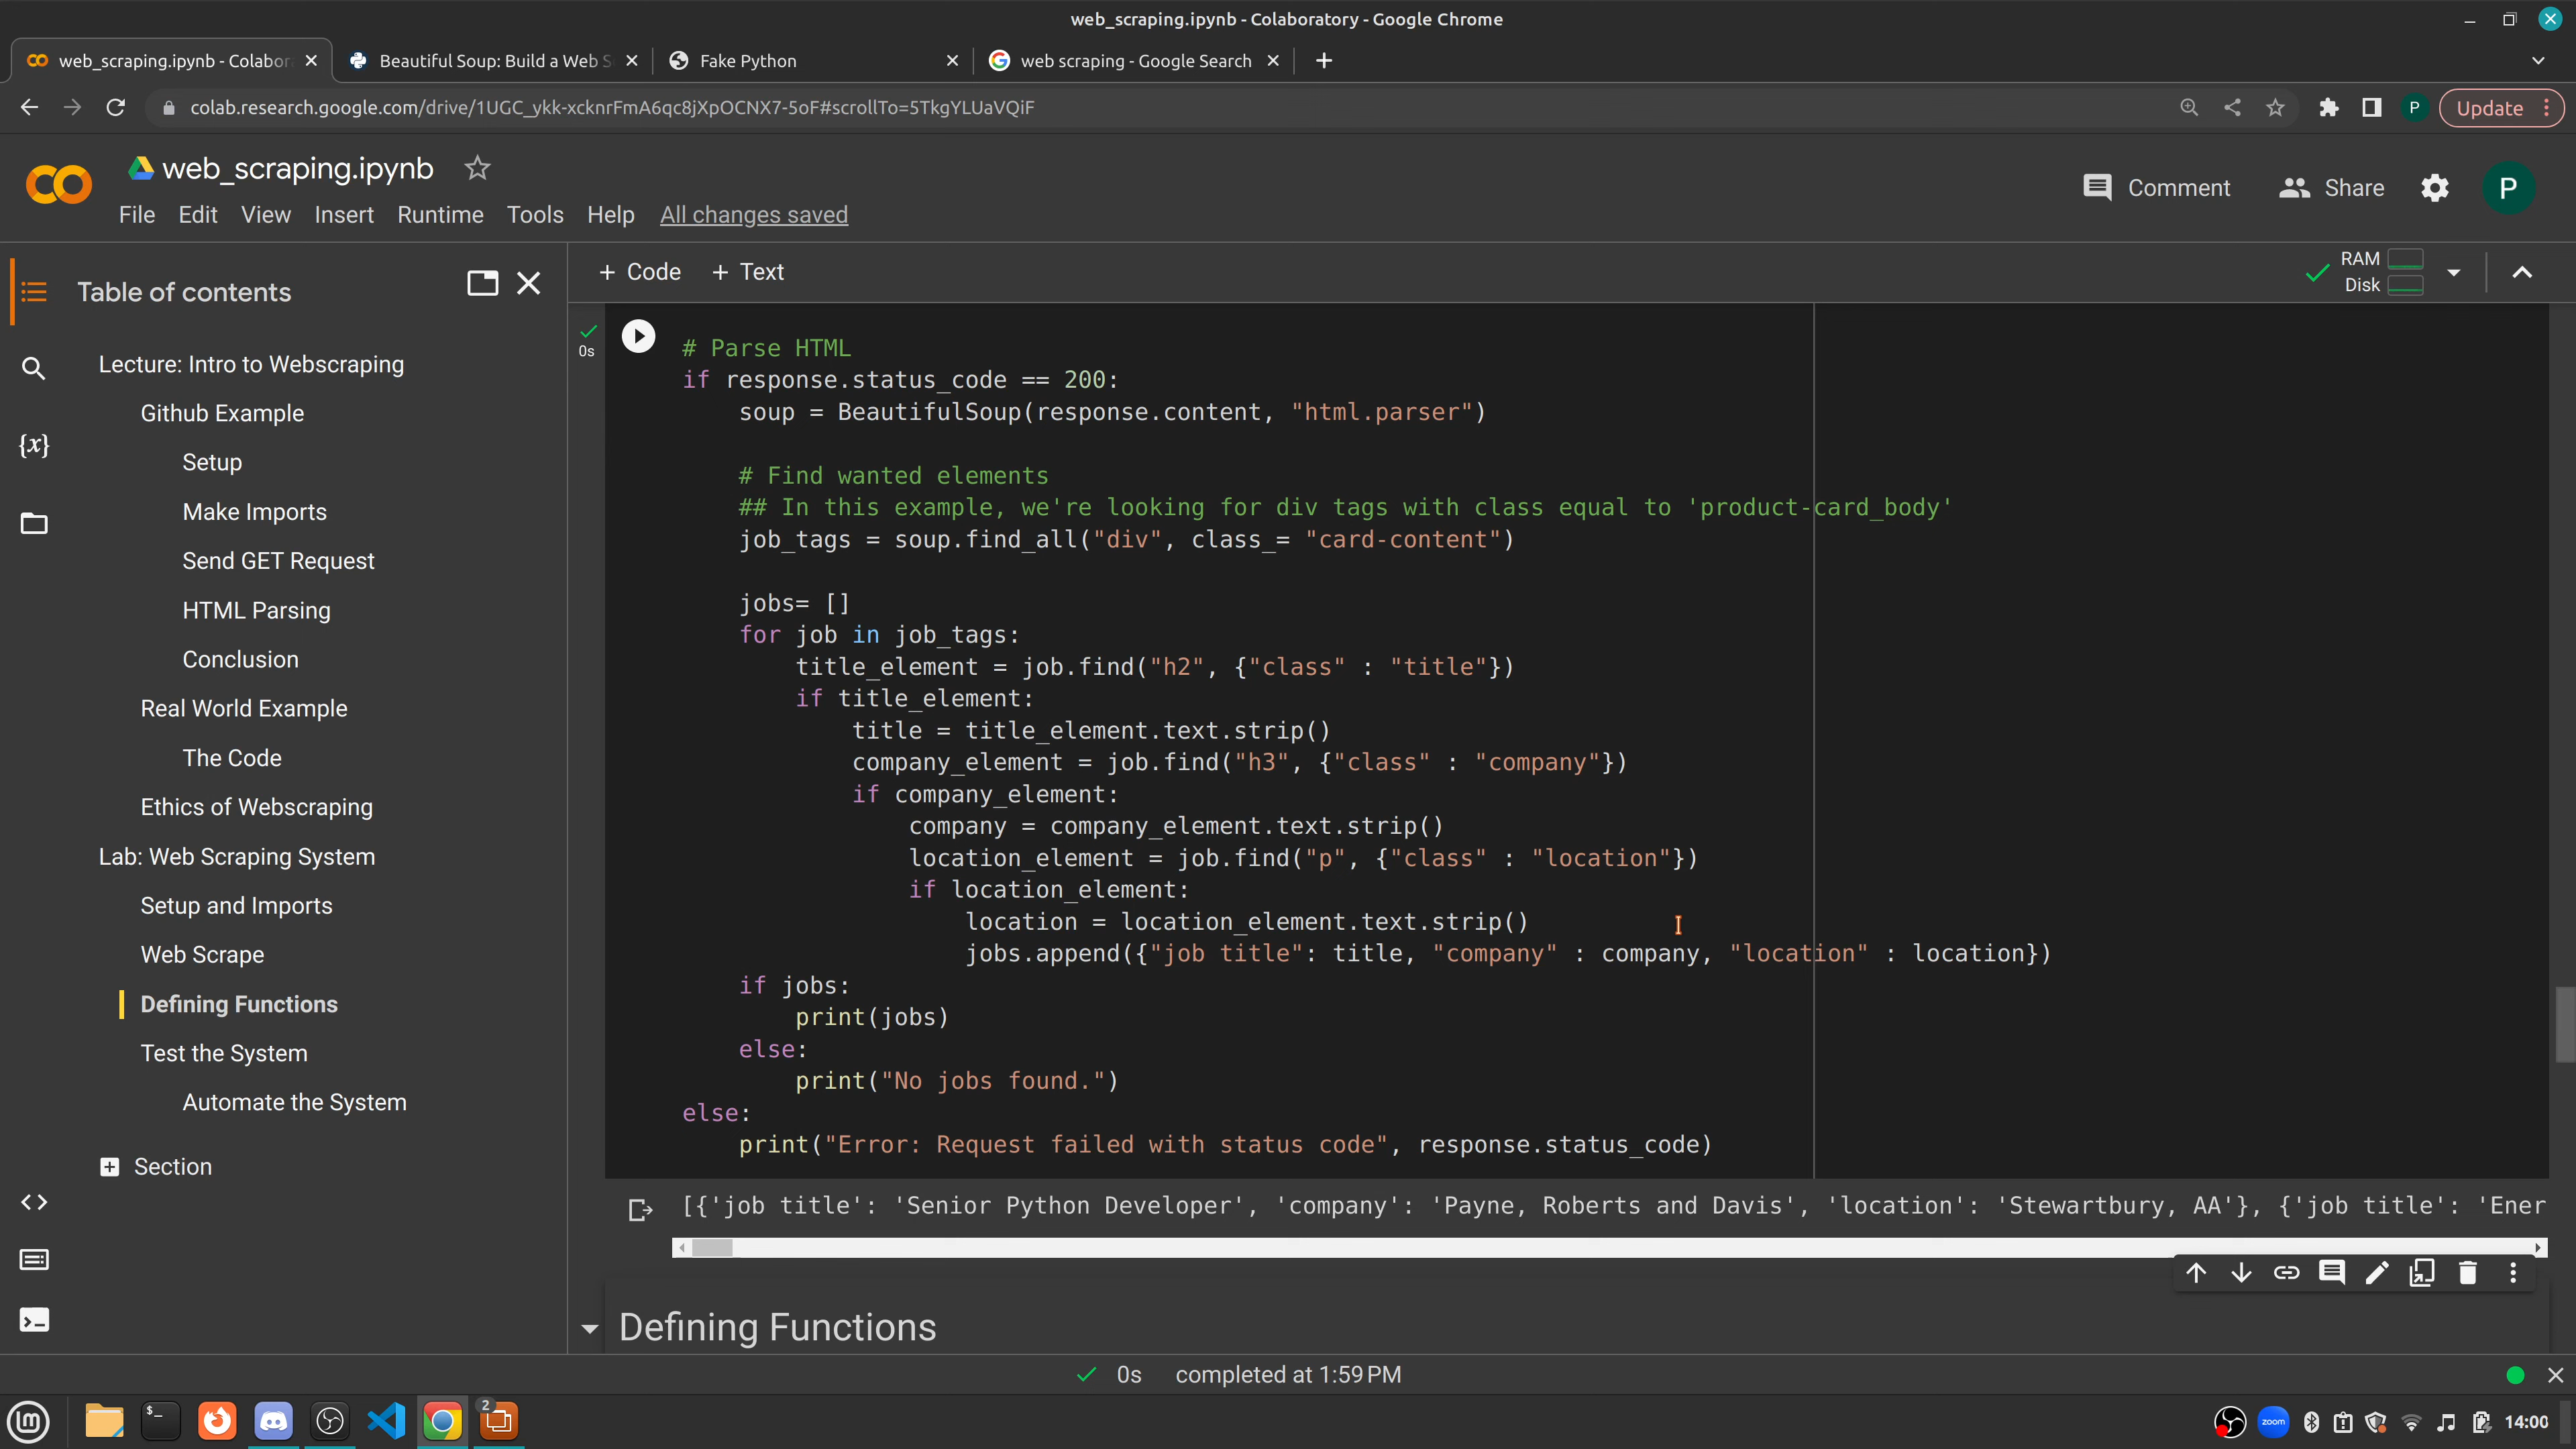 web_scraping.ipynb - Colaboratory - Google Chrome
web_scraping.ipynb - Colabor
Beautiful Soup: Build a Web S
Fake Python
web scraping - Google Search
colab.research.google.com/drive/1UGC_ykk-xcknrFmA6qc8jXpOCNX7-5oF#scrollTo=5TkgYLUaVQiF
P
Update
web_scraping.ipynb
Comment
Share
P
File Edit View Insert Runtime Tools Help All changes saved
Table of contents
+ Code + Text
RAM
Disk
Lecture: Intro to Webscraping
Github Example
Setup
Make Imports
Send GET Request
HTML Parsing
Conclusion
Real World Example
The Code
Ethics of Webscraping
Lab: Web Scraping System
Setup and Imports
Web Scrape
Defining Functions
Test the System
Automate the System
Section
{x}
0s
# Parse HTML
if response.status_code == 200:
soup = BeautifulSoup(response.content, "html.parser")
# Find wanted elements
## In this example, we're looking for div tags with class equal to 'product-card_body'
job_tags = soup.find_all("div", class_= "card-content")
jobs= []
for job in job_tags:
title_element = job.find("h2", {"class" : "title"})
if title_element:
title = title_element.text.strip()
company_element = job.find("h3", {"class" : "company"})
if company_element:
company = company_element.text.strip()
location_element = job.find("p", {"class" : "location"})
if location_element:
location = location_element.text.strip()
jobs.append({"job title": title, "company" : company, "location" : location})
if jobs:
print(jobs)
else:
print("No jobs found.")
else:
print("Error: Request failed with status code", response.status_code)
[{'job title': 'Senior Python Developer', 'company': 'Payne, Roberts and Davis', 'location': 'Stewartbury, AA'}, {'job title': 'Ener
Defining Functions
0s completed at 1:59 PM
2
zoom
14:00